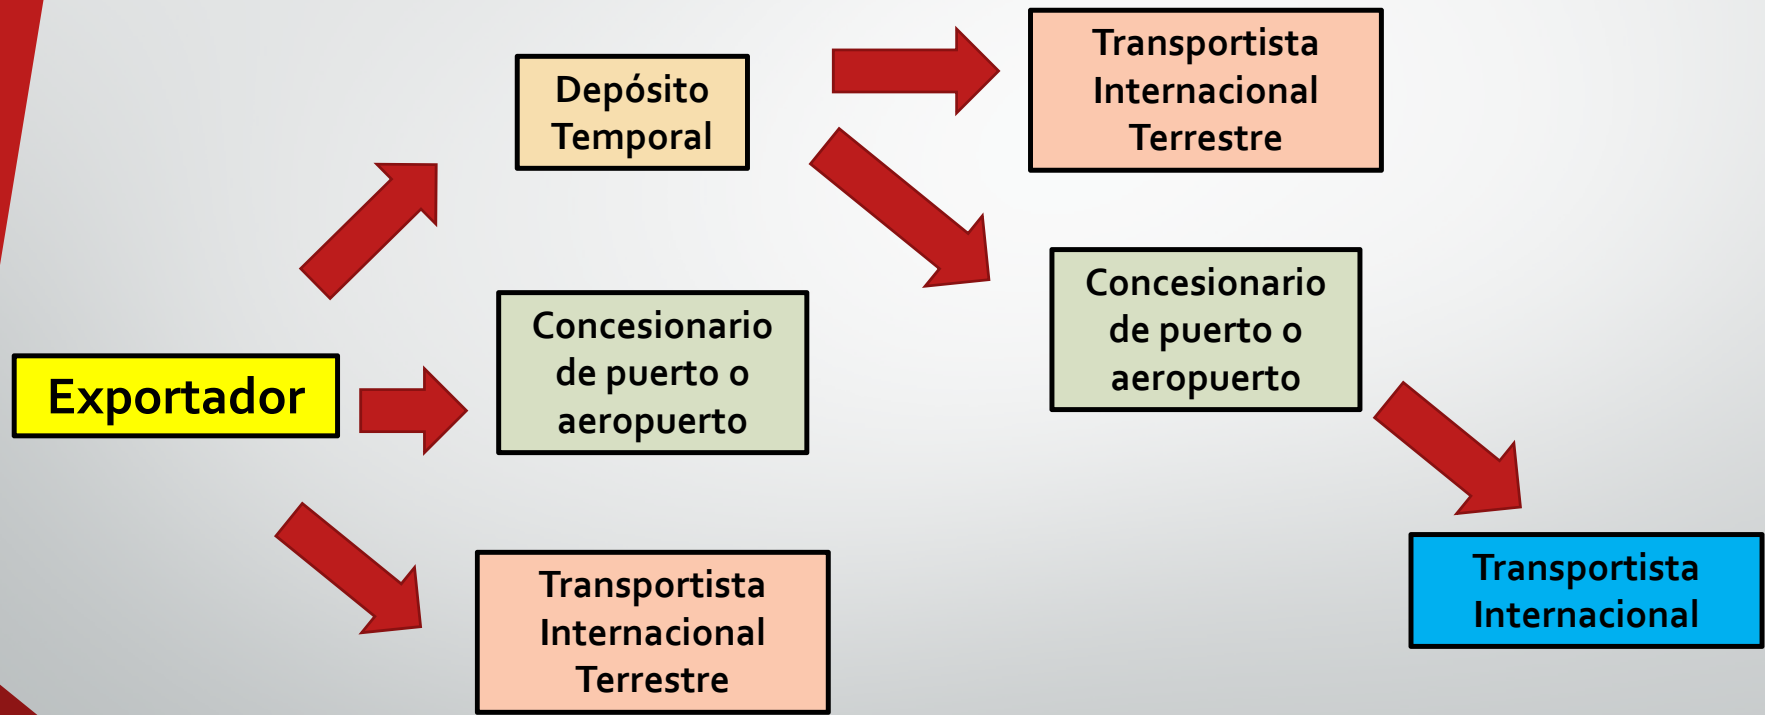 Depósito
Temporal
Transportista
Internacional
Terrestre
Exportador
Concesionario
de puerto o
aeropuerto
Concesionario
de puerto o
aeropuerto
Transportista
Internacional
Terrestre
Transportista
Internacional